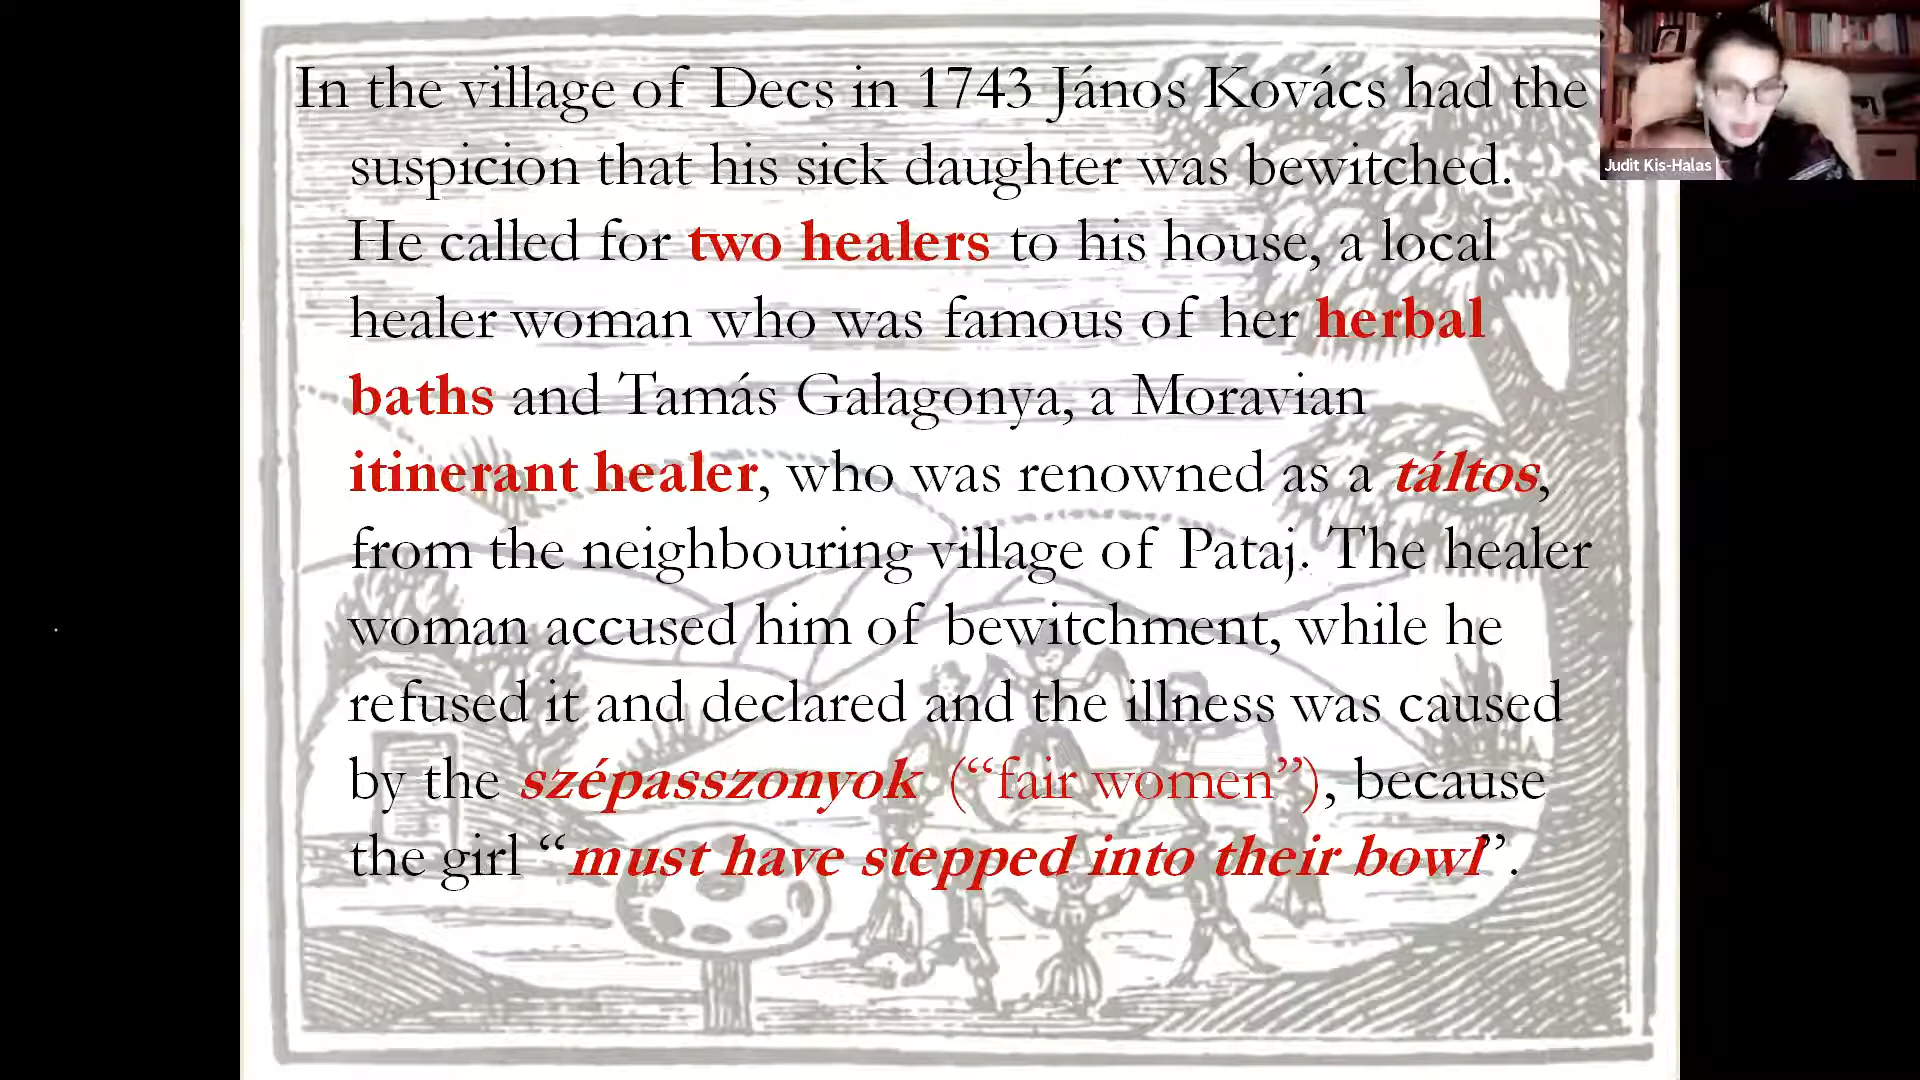 In the village of Decs in 1743 János Kovács had the
suspicion that his sick daughter was bewitched.
He called for two healers to his house, a local
healer woman who was famous of her herbal
baths and Tamás Galagonya, a Moravian
itinerant healer, who was renowned as a táltos,
from the neighbouring village of Pataj. The healer
woman accused him of bewitchment, while he
refused it and declared and the illness was caused
by the szépasszonyok (“fair women”), because
the girl “must have stepped into their bowl”.
Judit Kis-Halas